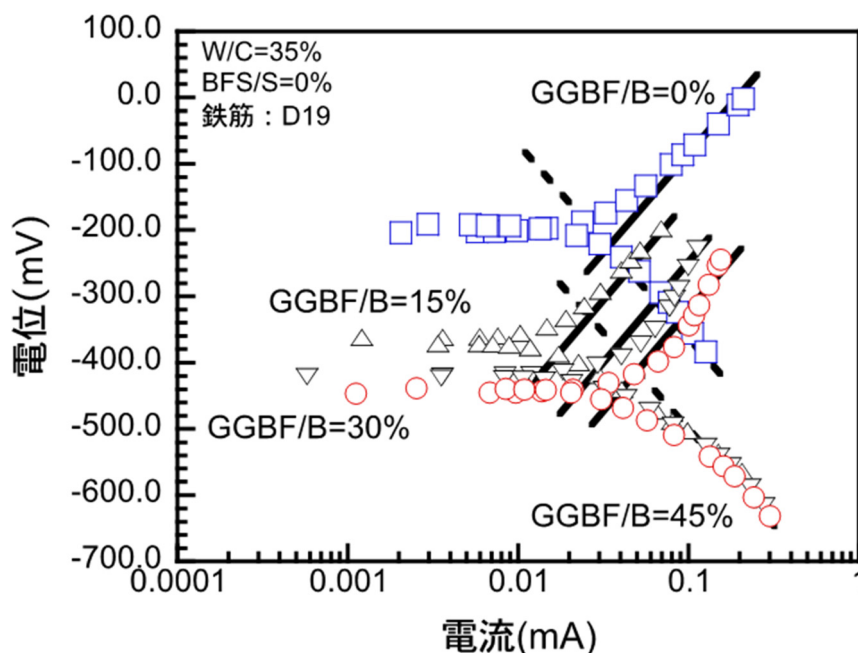 100.0
0.0
-100.0
-200.0
-300.0
-400.0
-500.0
-600.0
-700.0
電位(mV)
W/C=35%
BFS/S=0%
鉄筋：D19
GGBF/B=0%
GGBF/B=15%
GGBF/B=30%
GGBF/B=45%
0.0001
0.001
0.01
0.1
1
電流(mA)